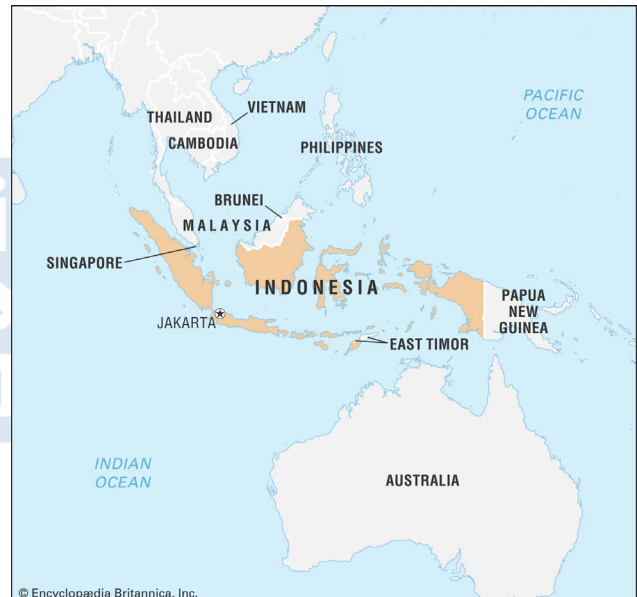 PACIFIC
OCEAN
VIETNAM
THAILAND
CAMBODIA
PHILIPPINES
BRUNEI
MALAYSIA
SINGAPORE
INDONESIA
PAPUA
NEW
GUINEA
JAKARTA
EAST TIMOR
INDIAN
OCEAN
AUSTRALIA
© Encyclopædia Britannica, Inc.